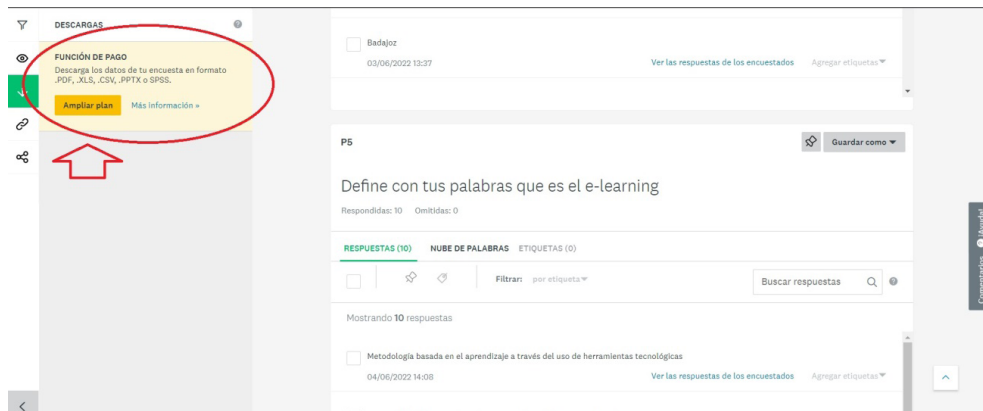 DESCARGAS
FUNCIÓN DE PAGO
Descarga los datos de tu encuesta en formato
.PDF, .XLS, .CSV, .PPTX o SPSS.
Ampliar plan Más información »
Badajoz
03/06/2022 13:37 Ver las respuestas de los encuestados Agregar etiquetas
P5 Guardar como
Define con tus palabras que es el e-learning
Respondidas: 10 Omitidas: 0
RESPUESTAS (10) NUBE DE PALABRAS ETIQUETAS (0)
Filtrar: por etiqueta Buscar respuestas
Mostrando 10 respuestas
Metodología basada en el aprendizaje a través del uso de herramientas tecnológicas
04/06/2022 14:08 Ver las respuestas de los encuestados Agregar etiquetas
Comentarios ¡Ayuda!